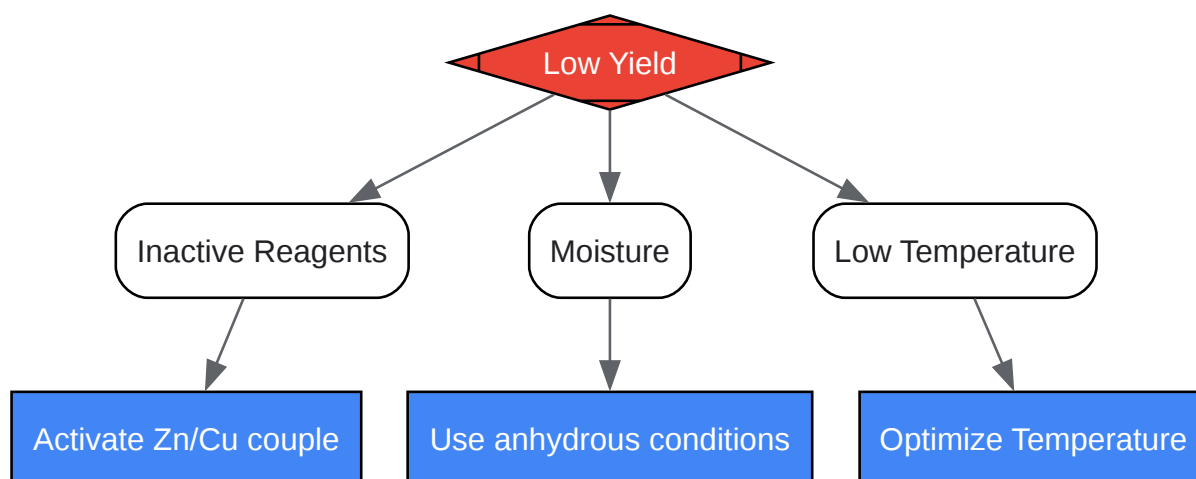 Low Yield
Inactive Reagents
Moisture
Low Temperature
Activate Zn/Cu couple
Use anhydrous conditions
Optimize Temperature